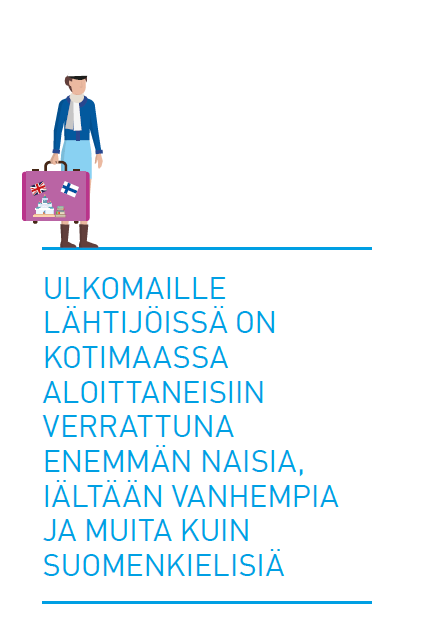 ULKOMAILLE
LÄHTIJÖISSÄ ON
KOTIMAASSA
ALOITTANEISIIN
VERRATTUNA
ENEMMÄN NAISIA,
IÄLTÄÄN VANHEMPIA
JA MUITA KUIN
SUOMENKIELISIÄ